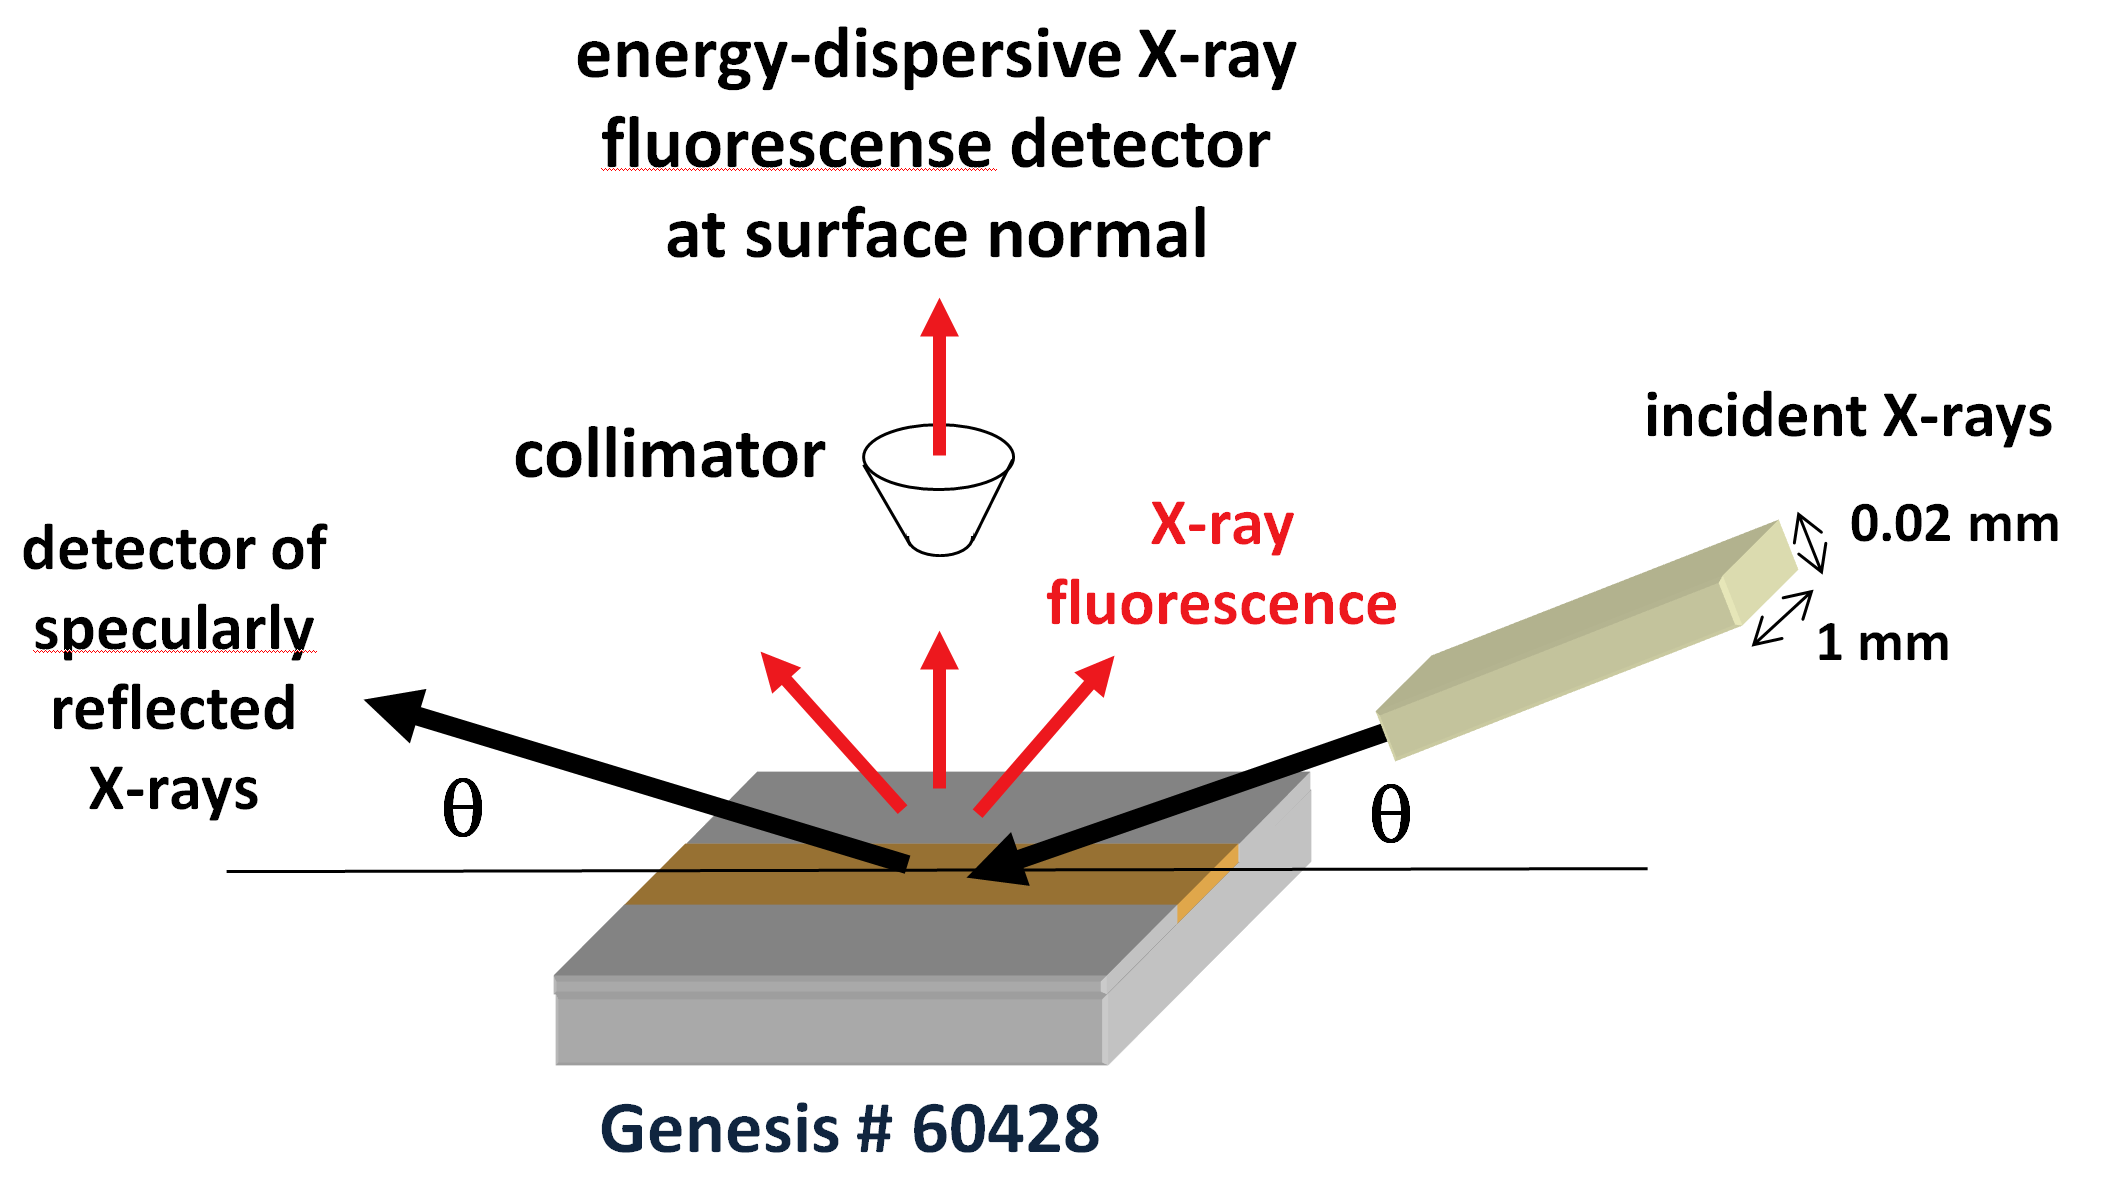 energy-dispersive X-ray
fluorescense detector
at surface normal
collimator
incident X-rays
0.02 mm
1 mm
X-ray
fluorescence
detector of
specularly
reflected
X-rays
θ
θ
Genesis # 60428